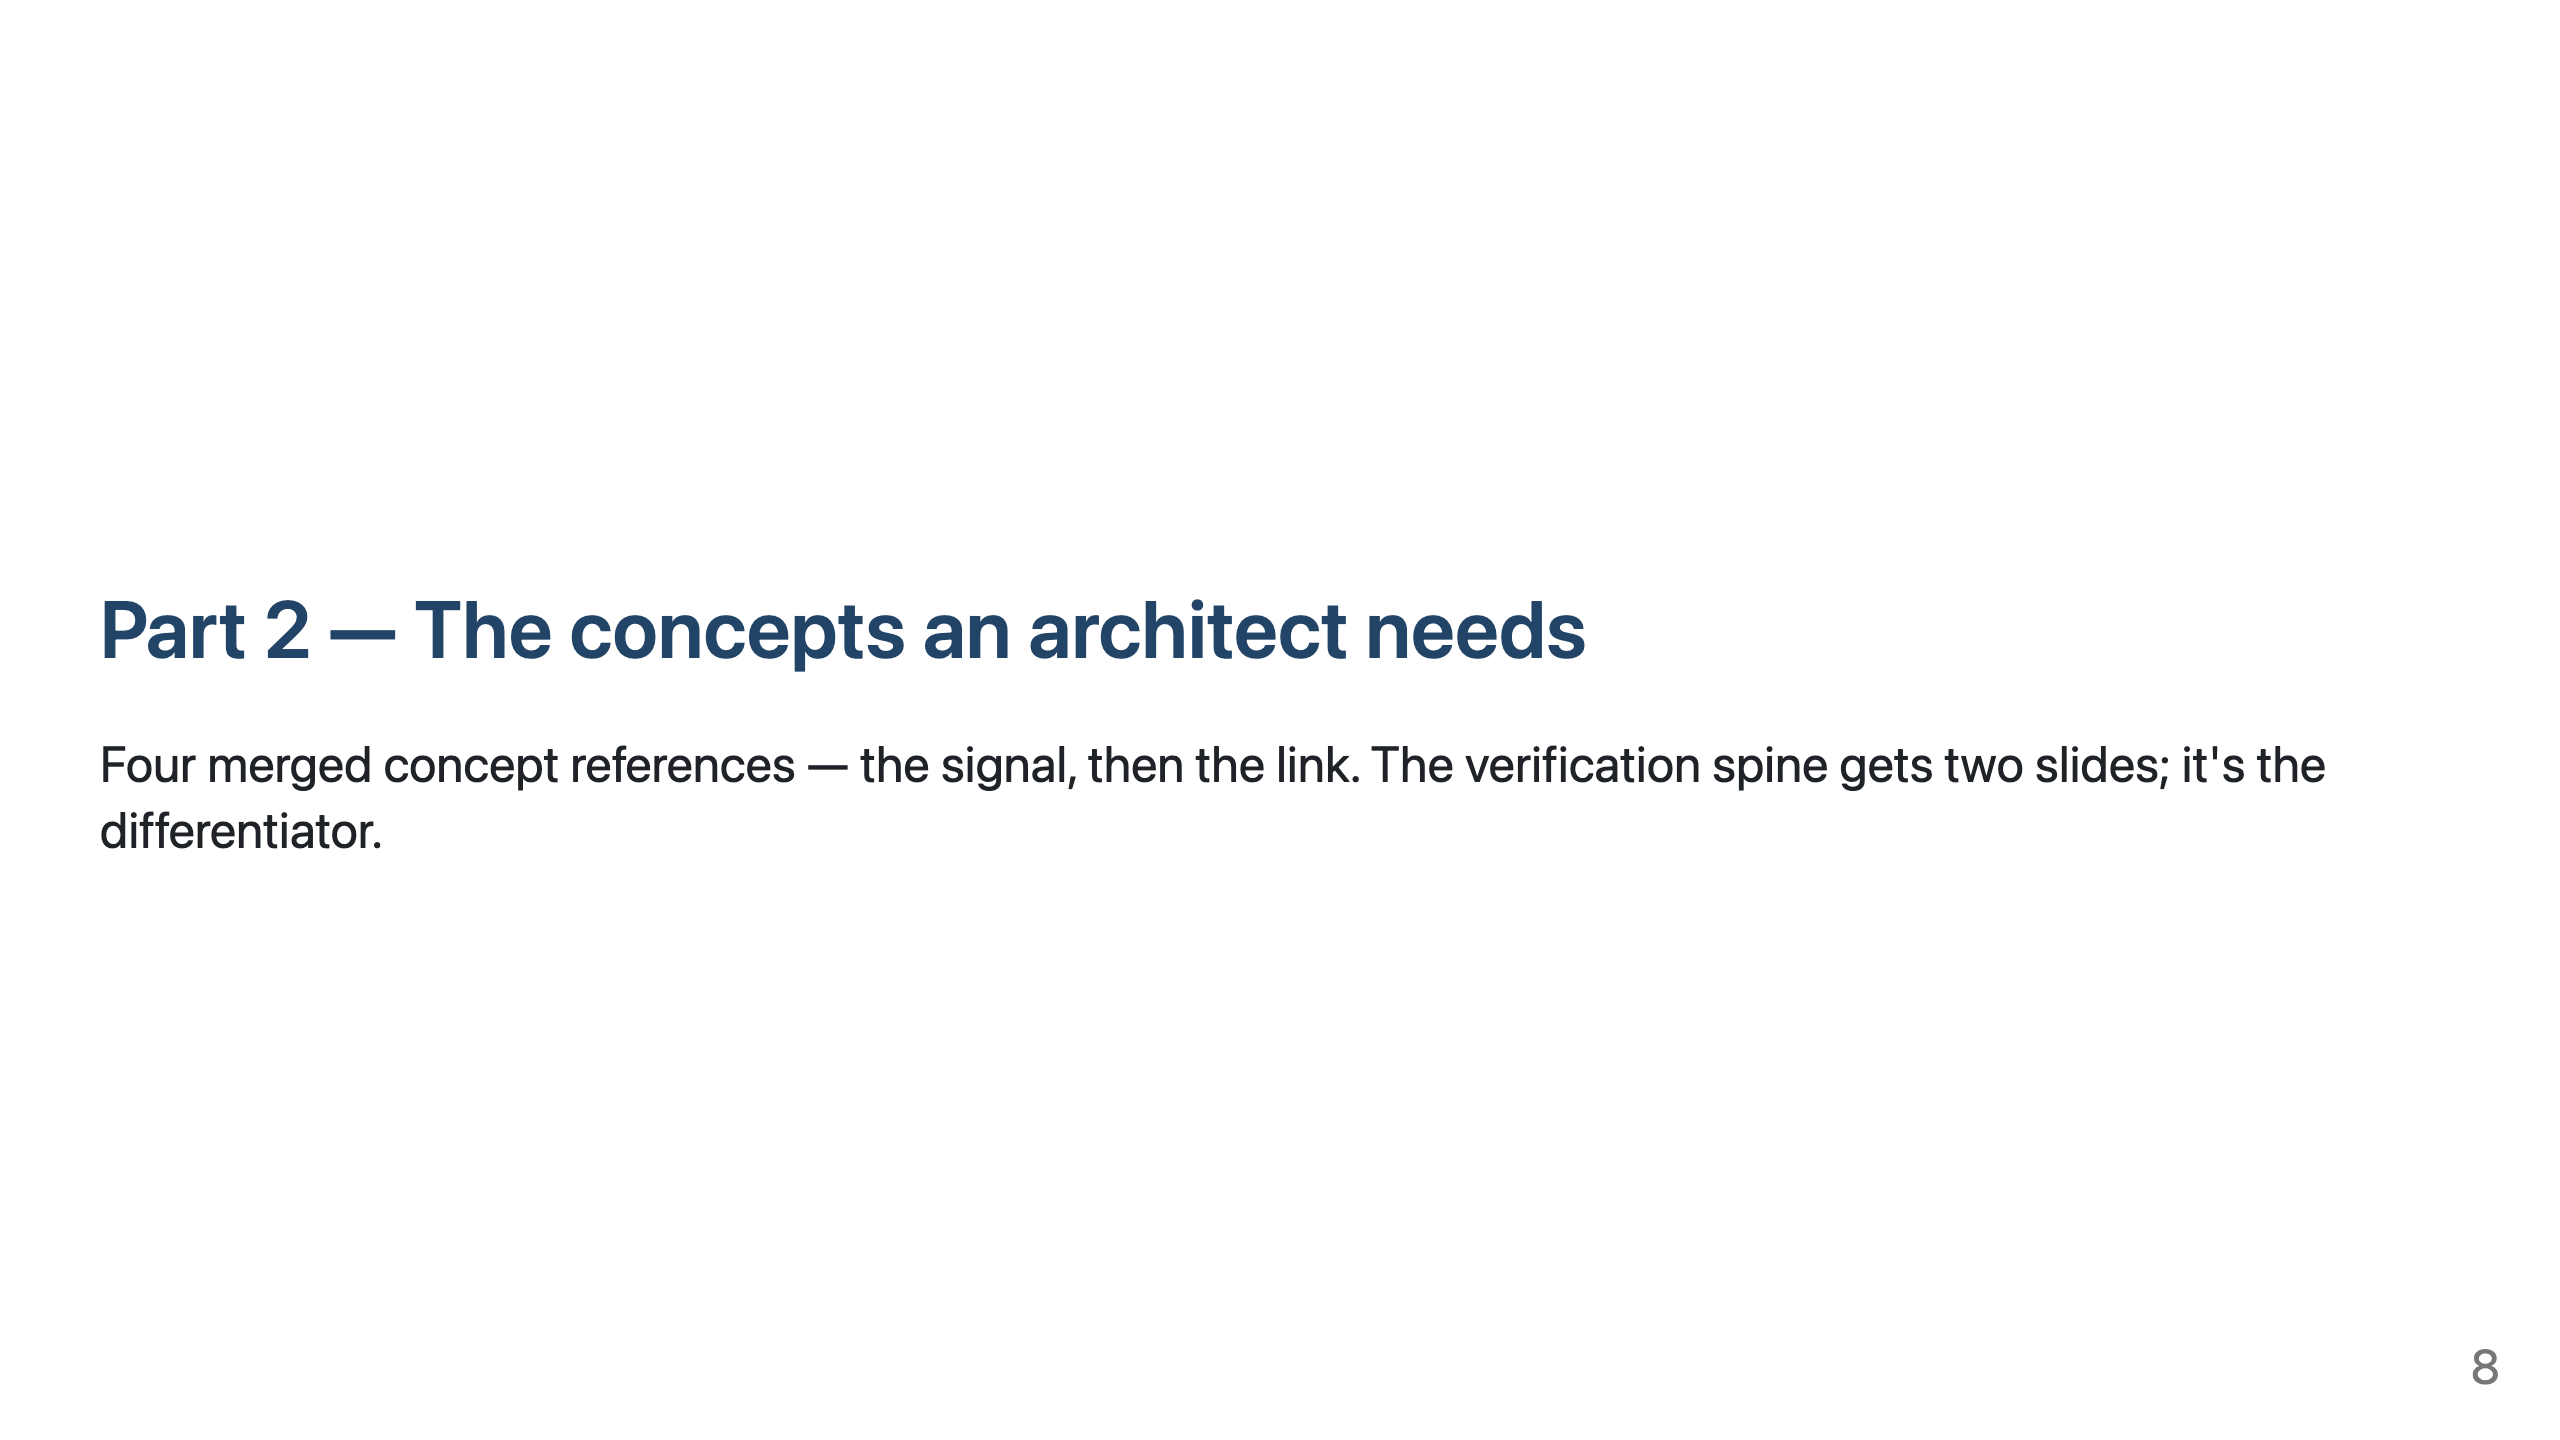 Part 2 — The concepts an architect needs
Four merged concept references — the signal, then the link. The verification spine gets two slides; it's the
differentiator.
8